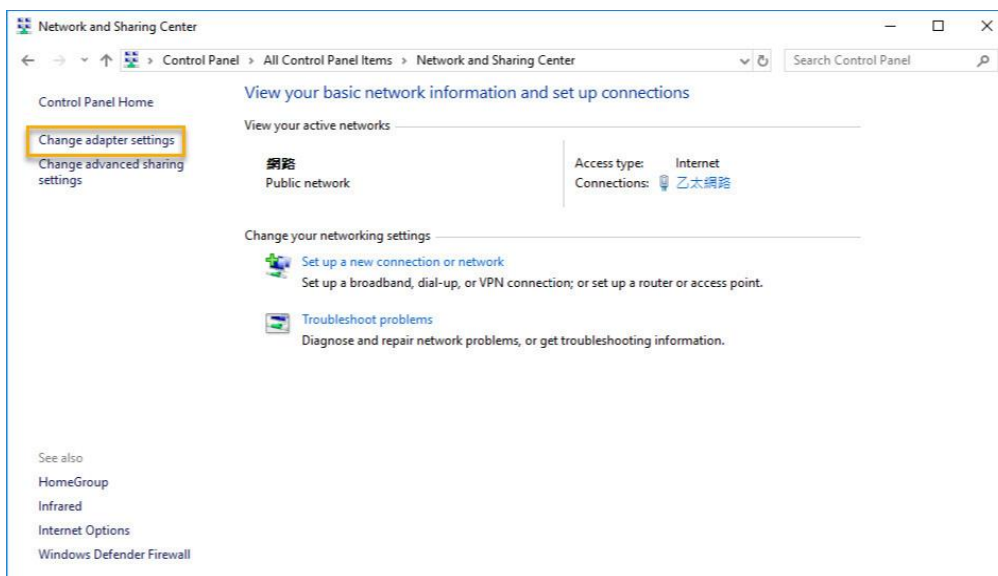 Network and Sharing Center
Control Panel > All Control Panel Items > Network and Sharing Center
Search Control Panel
Control Panel Home
Change adapter settings
Change advanced sharing
settings
View your basic network information and set up connections
View your active networks
網路
Public network
Access type: Internet
Connections: 乙太網路
Change your networking settings
Set up a new connection or network
Set up a broadband, dial-up, or VPN connection; or set up a router or access point.
Troubleshoot problems
Diagnose and repair network problems, or get troubleshooting information.
See also
HomeGroup
Infrared
Internet Options
Windows Defender Firewall